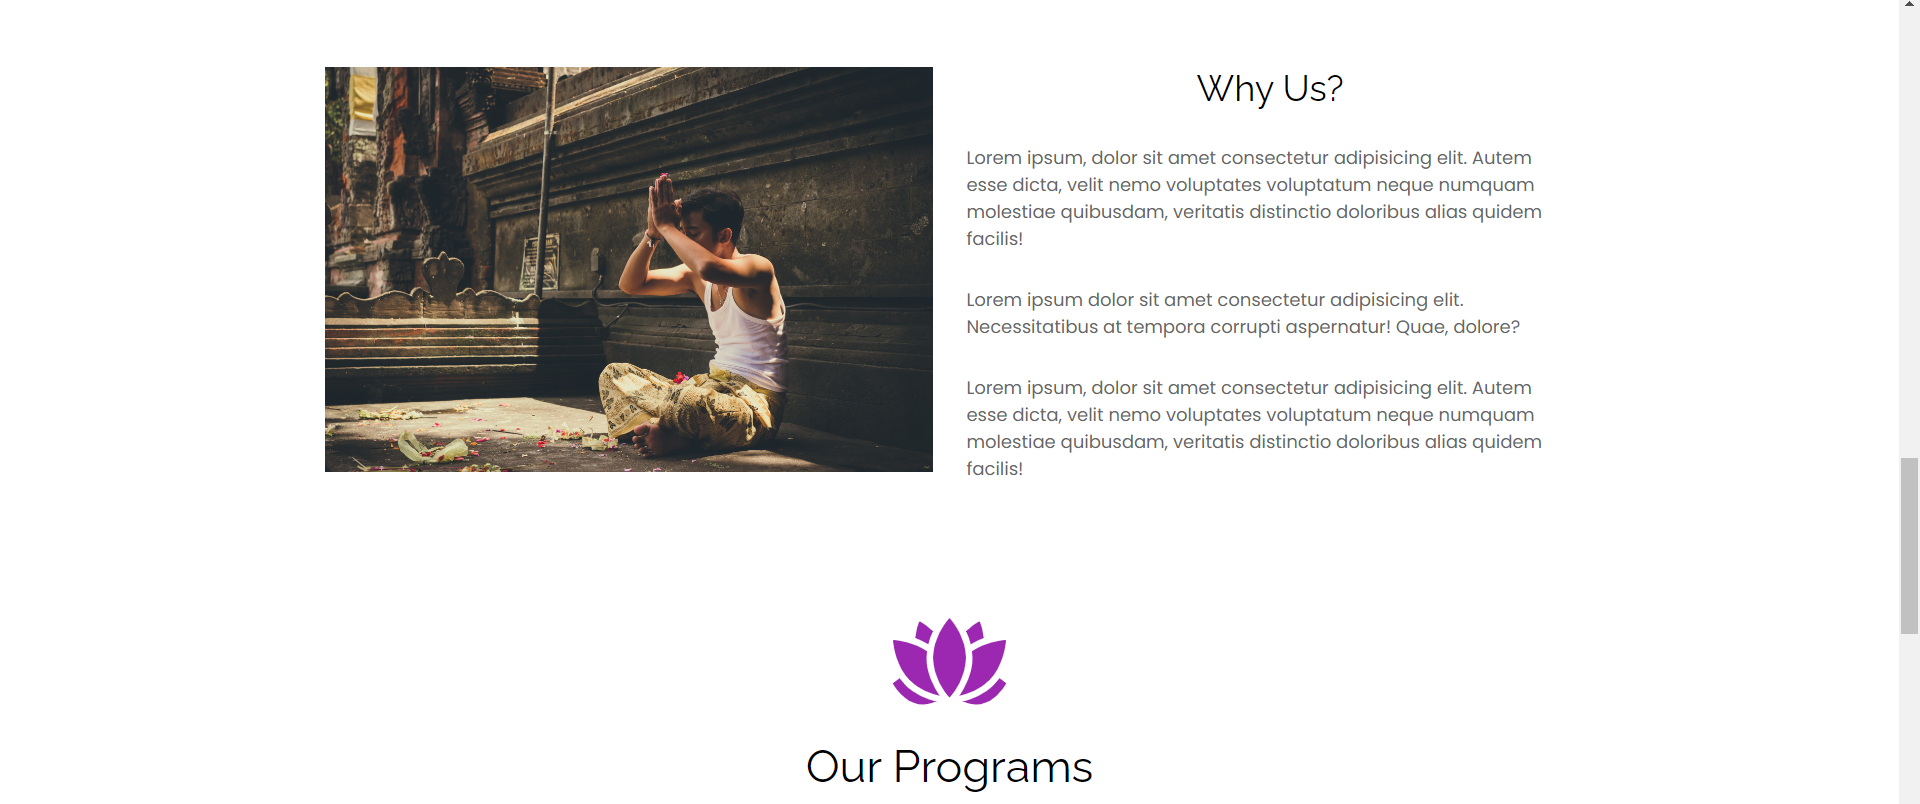 Why Us?
Lorem ipsum, dolor sit amet consectetur adipisicing elit. Autem
esse dicta, velit nemo voluptates voluptatum neque numquam
molestiae quibusdam, veritatis distinctio doloribus alias quidem
facilis!
Lorem ipsum dolor sit amet consectetur adipisicing elit.
Necessitatibus at tempora corrupti aspernatur! Quae, dolore?
Lorem ipsum, dolor sit amet consectetur adipisicing elit. Autem
esse dicta, velit nemo voluptates voluptatum neque numquam
molestiae quibusdam, veritatis distinctio doloribus alias quidem
facilis!
Our Programs